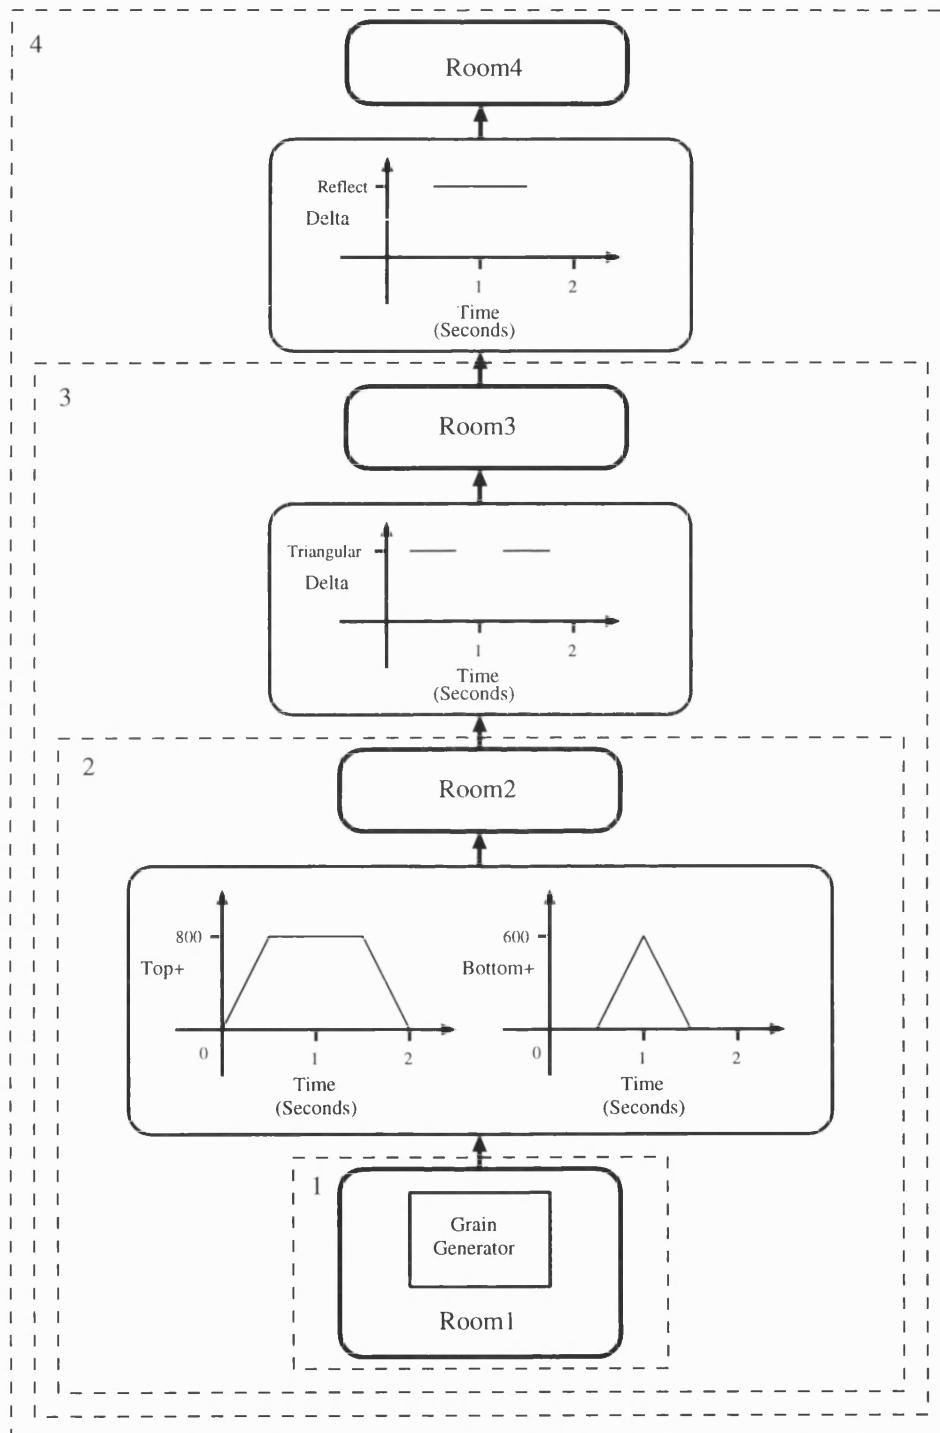 4
Room4
Reflect
Delta
1
2
Time
(Seconds)
3
Room3
Triangular
Delta
1
2
Time
(Seconds)
2
Room2
800
Top+
0
1
2
Time
(Seconds)
600
Bottom+
0
1
2
Time
(Seconds)
1
Grain
Generator
Room1